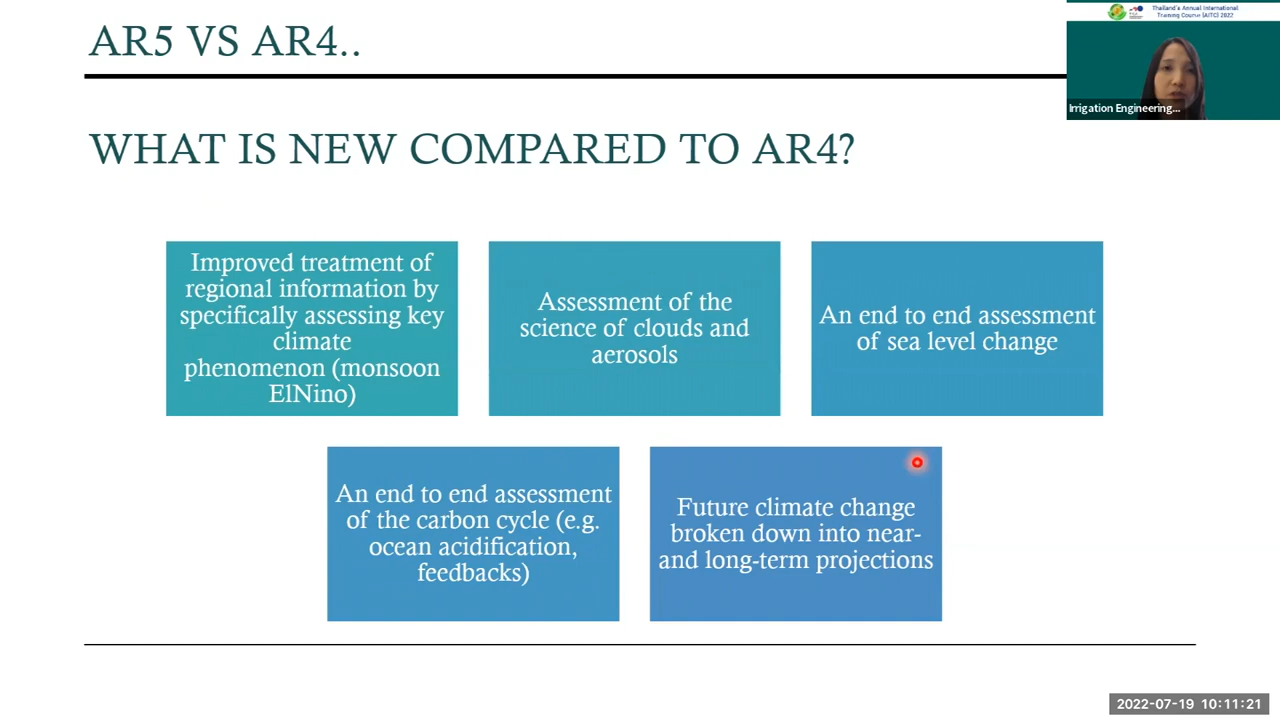 AR5 VS AR4..
Thailand's Annual International
Training Course (AITC) 2022
Irrigation Engineering...
WHAT IS NEW COMPARED TO AR4?
Improved treatment of
regional information by
specifically assessing key
climate
phenomenon (monsoon
ElNino)
Assessment of the
science of clouds and
aerosols
An end to end assessment
of sea level change
An end to end assessment
of the carbon cycle (e.g.
ocean acidification,
feedbacks)
Future climate change
broken down into near-
and long-term projections
2022-07-19 10:11:21